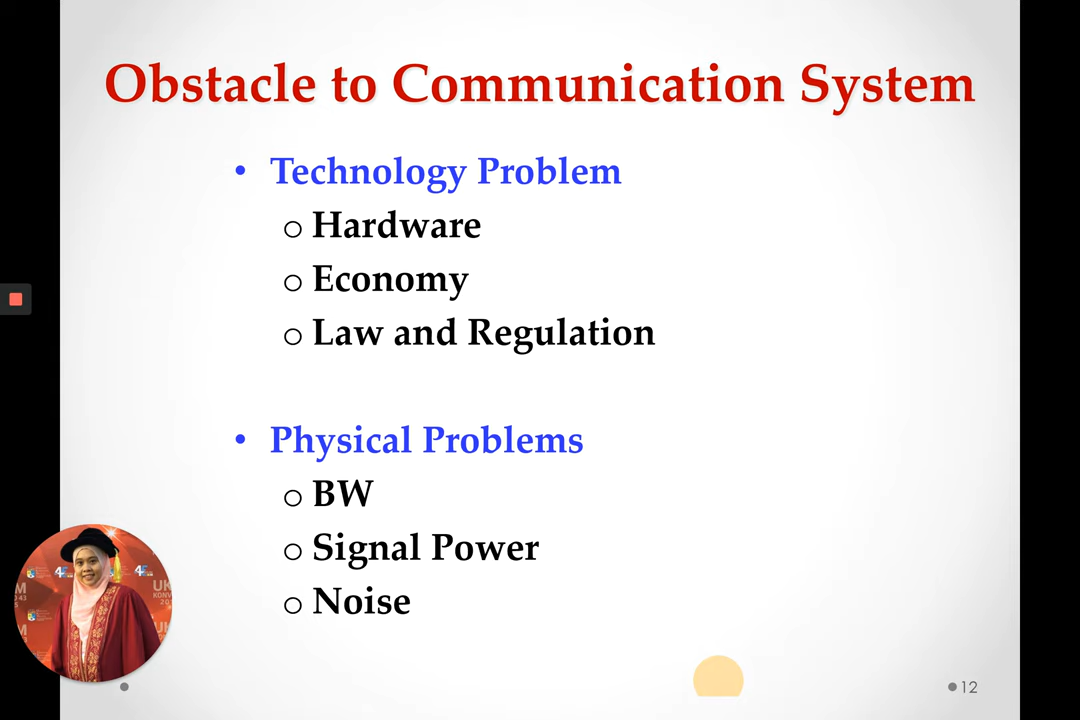 Obstacle to Communication System
• Technology Problem
o Hardware
o Economy
o Law and Regulation
• Physical Problems
o BW
o Signal Power
o Noise
12